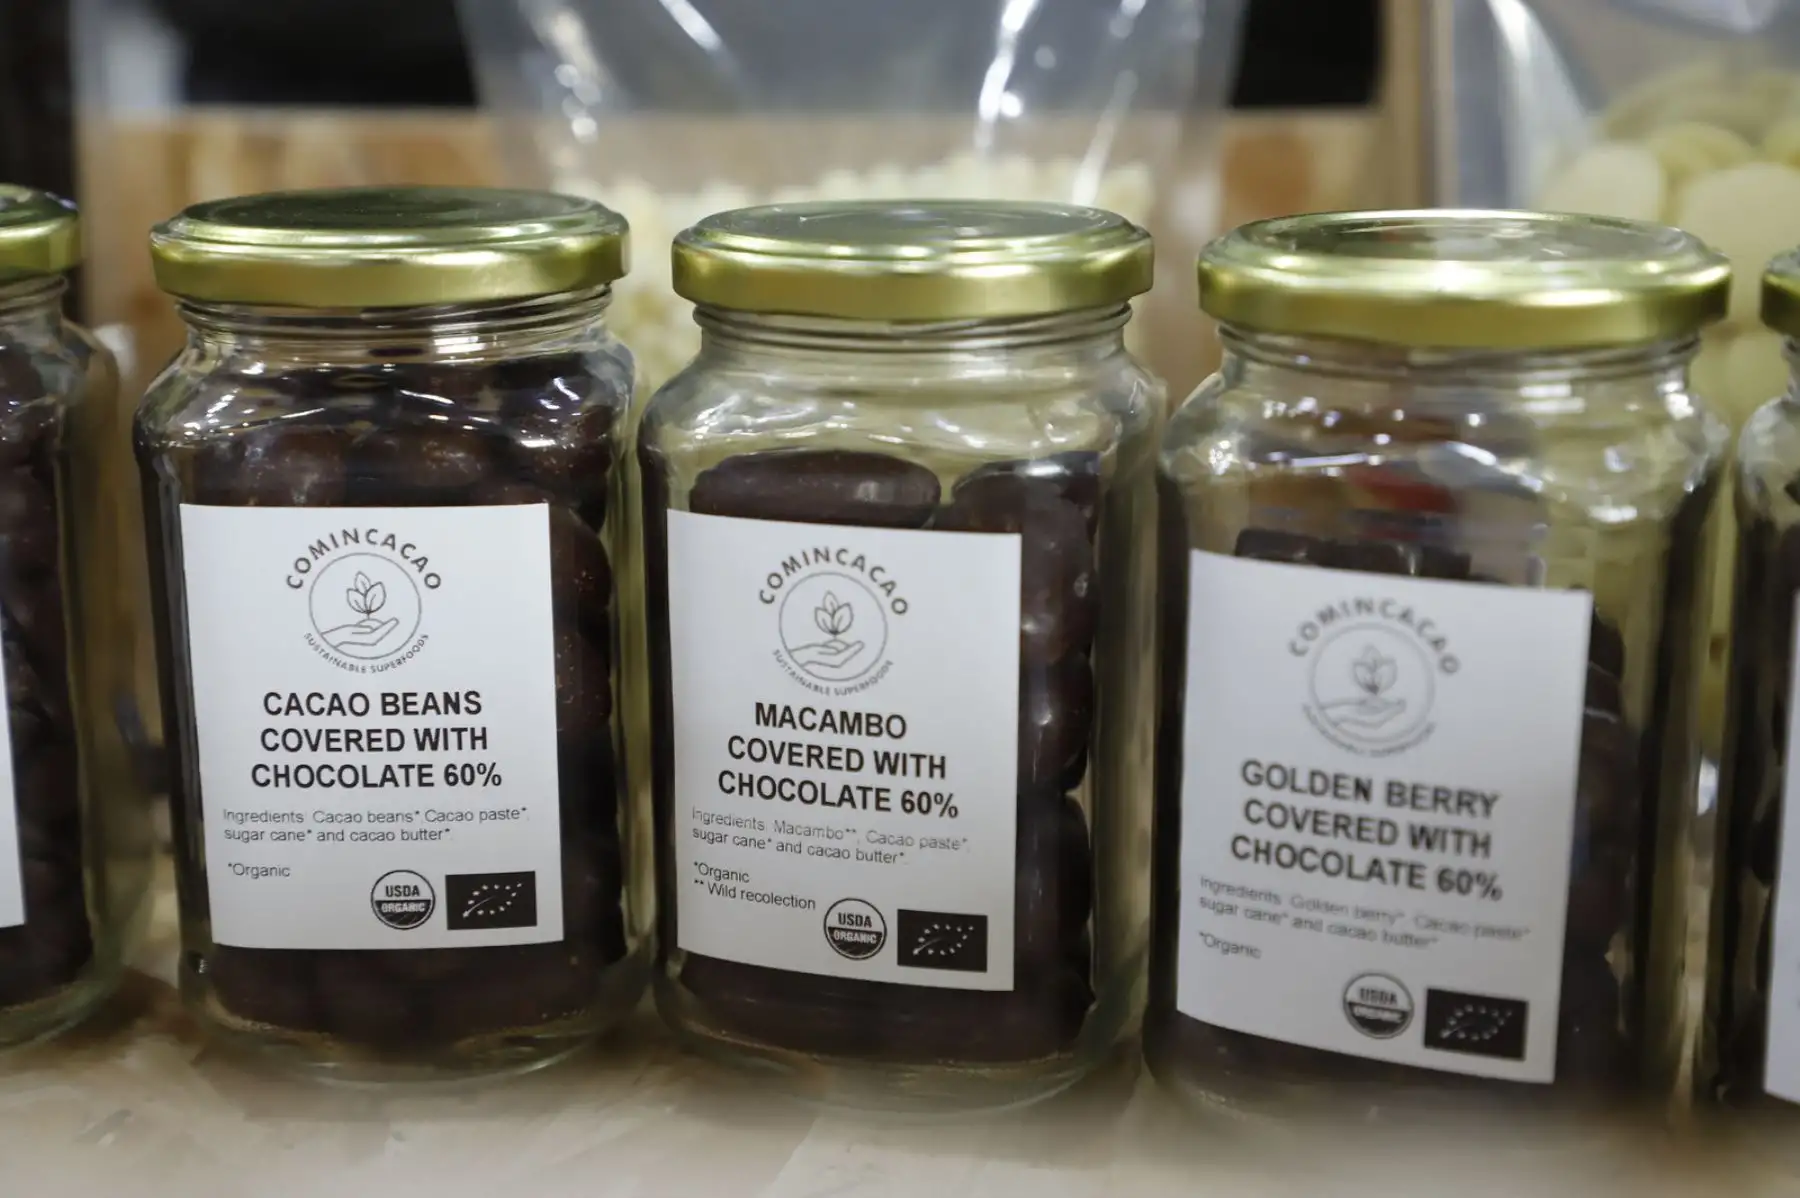 COMINCACAO
SUSTAINABLE SUPERFOODS
CACAO BEANS
COVERED WITH
CHOCOLATE 60%
Ingredients: Cacao beans*,Cacao paste*,
sugar cane* and cacao butter*.
*Organic
USDA
ORGANIC
COMINCACAO
SUSTAINABLE SUPERFOODS
MACAMBO
COVERED WITH
CHOCOLATE 60%
Ingredients: Macambo**, Cacao paste*,
sugar cane* and cacao butter*.
*Organic
** Wild recolection
USDA
ORGANIC
COMINCACAO
SUSTAINABLE SUPERFOODS
GOLDEN BERRY
COVERED WITH
CHOCOLATE 60%
Ingredients: Golden berry*, Cacao paste*
sugar cane* and cacao butter*
*Organic
USDA
ORGANIC